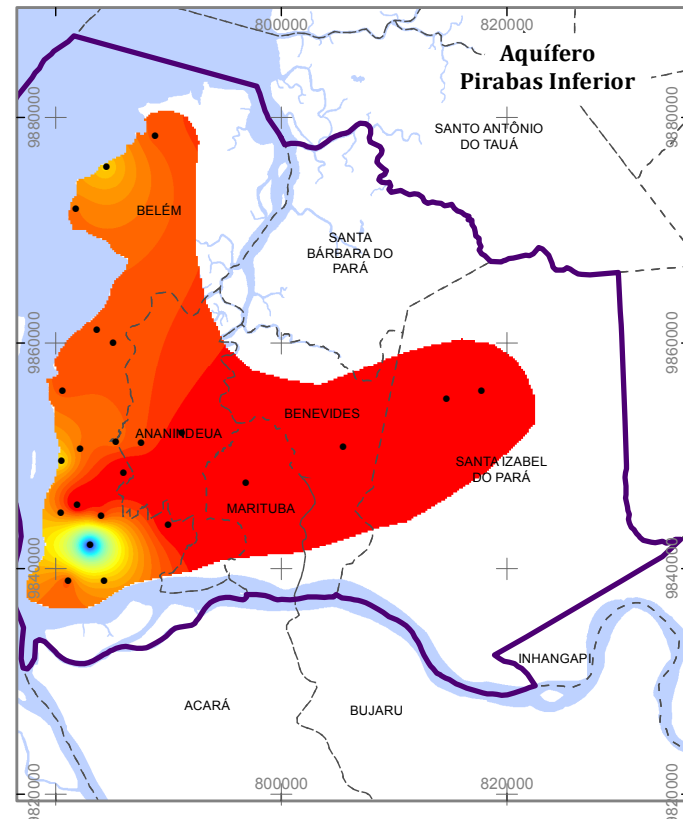 800000
820000
Aquífero
Pirabas Inferior
9880000
9880000
SANTO ANTÔNIO
DO TAUÁ
BELÉM
SANTA
BÁRBARA DO
PARÁ
9860000
9860000
BENEVIDES
ANANINDEUA
SANTA IZABEL
DO PARÁ
MARITUBA
9840000
9840000
INHANGAPI
ACARÁ
BUJARU
800000
820000
9820000
9820000